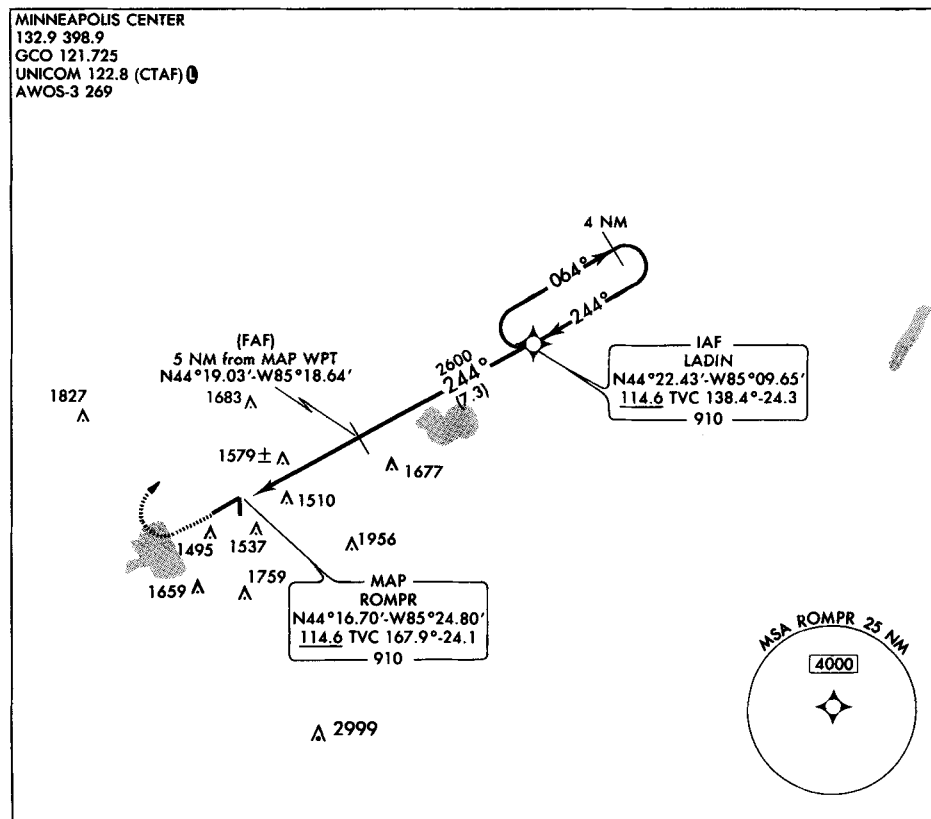 MINNEAPOLIS CENTER
132.9 398.9
GCO 121.725
UNICOM 122.8 (CTAF) L
AWOS-3 269
4 NM
064°
244°
IAF
LADIN
N44°22.43'-W85°09.65'
114.6 TVC 138.4°-24.3
910
2600
244°
(7.3)
(FAF)
5 NM from MAP WPT
N44°19.03'-W85°18.64'
1827
1683
1579±
1677
1510
1495
1537
1956
1659
1759
MAP
ROMPR
N44°16.70'-W85°24.80'
114.6 TVC 167.9°-24.1
910
2999
MSA ROMPR 25 NM
4000